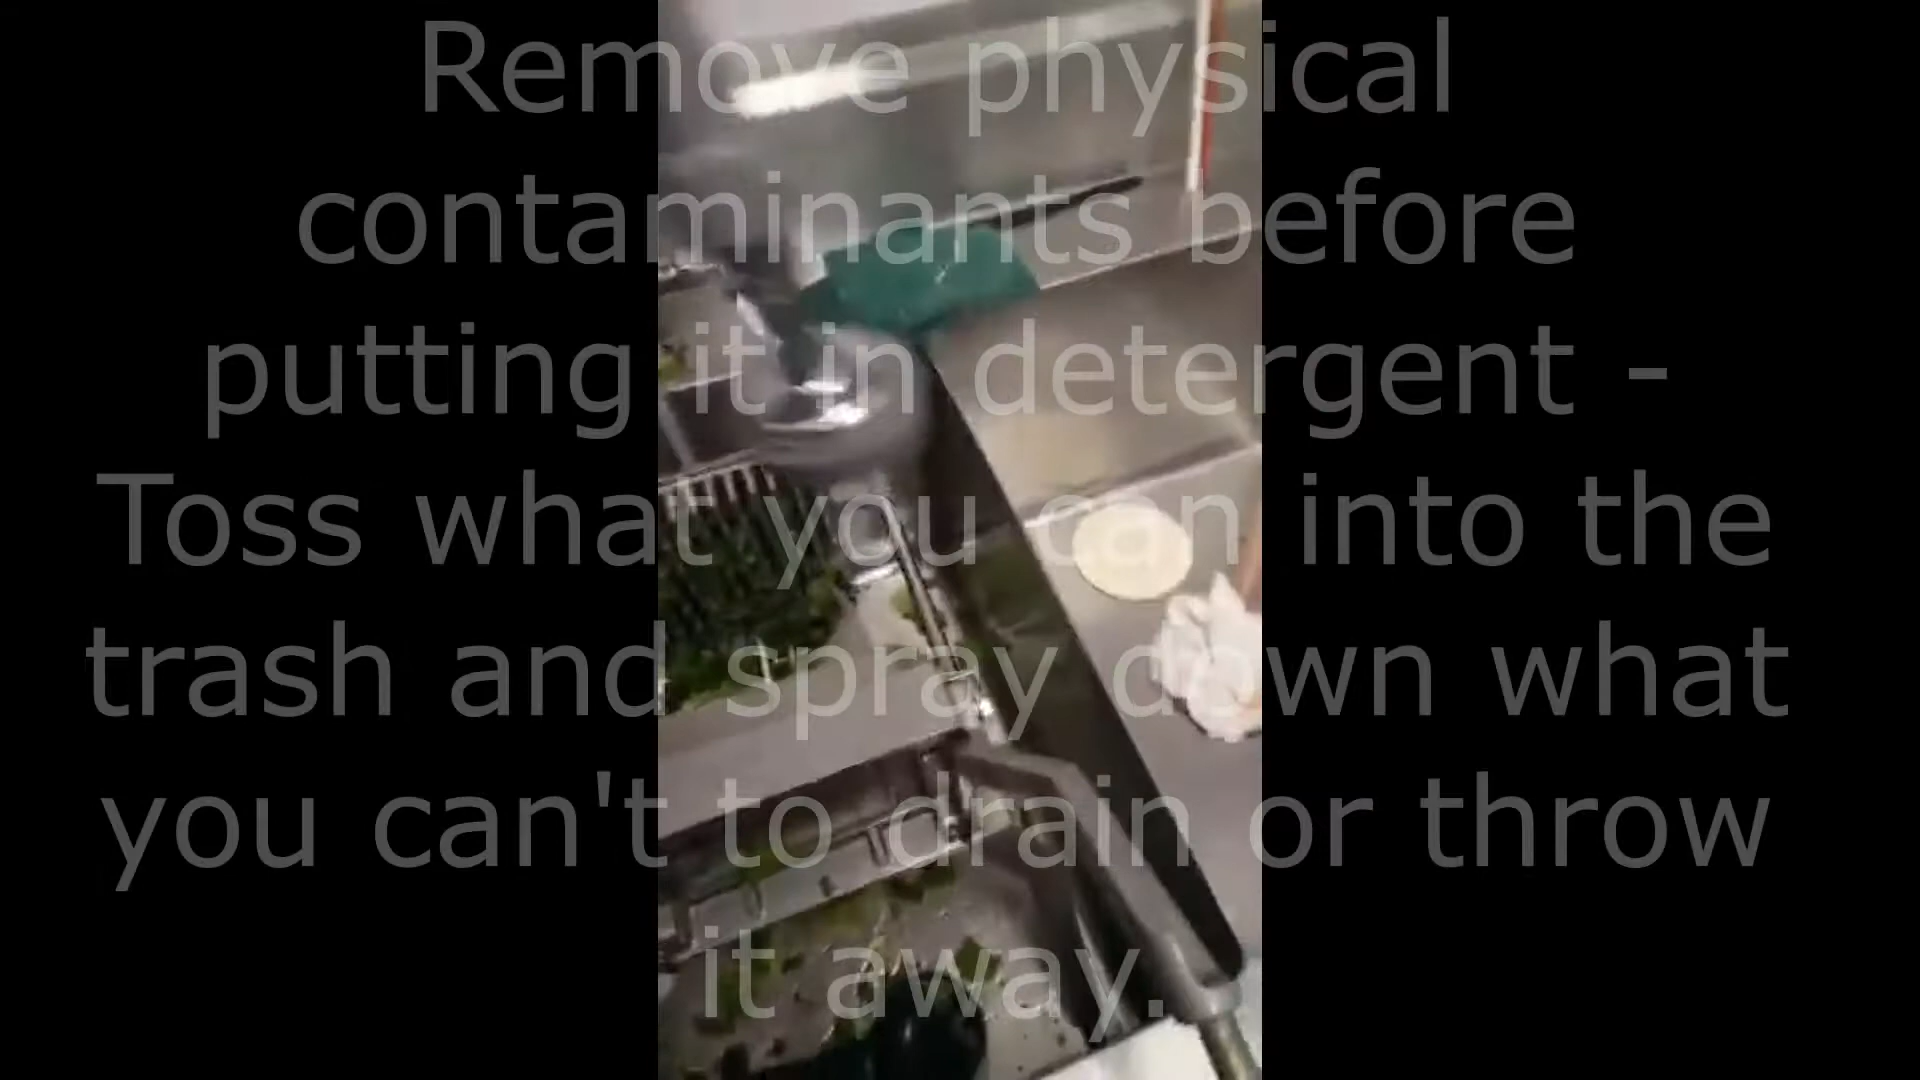 Remove physical
contaminants before
putting it in detergent -
Toss what you can into the
trash and spray down what
you can't to drain or throw
it away.